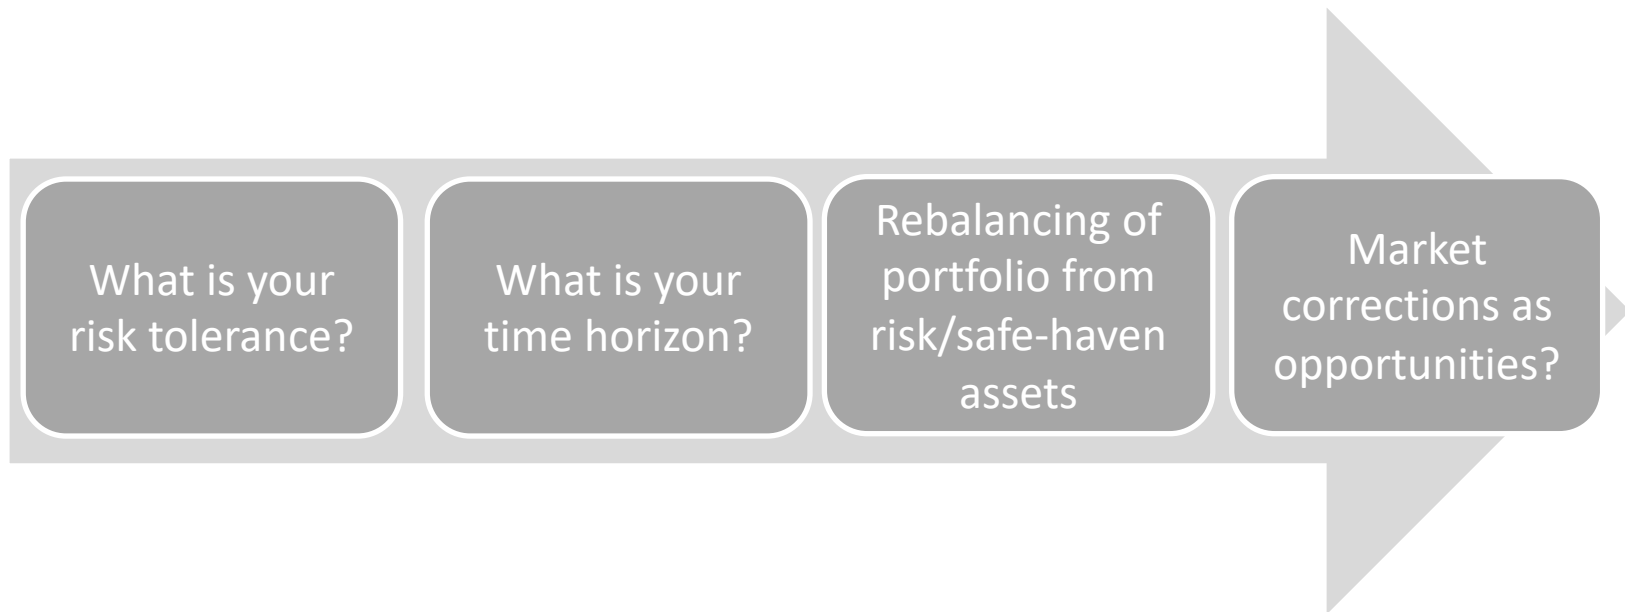 What is your
risk tolerance?
What is your
time horizon?
Rebalancing of
portfolio from
risk/safe-haven
assets
Market
corrections as
opportunities?